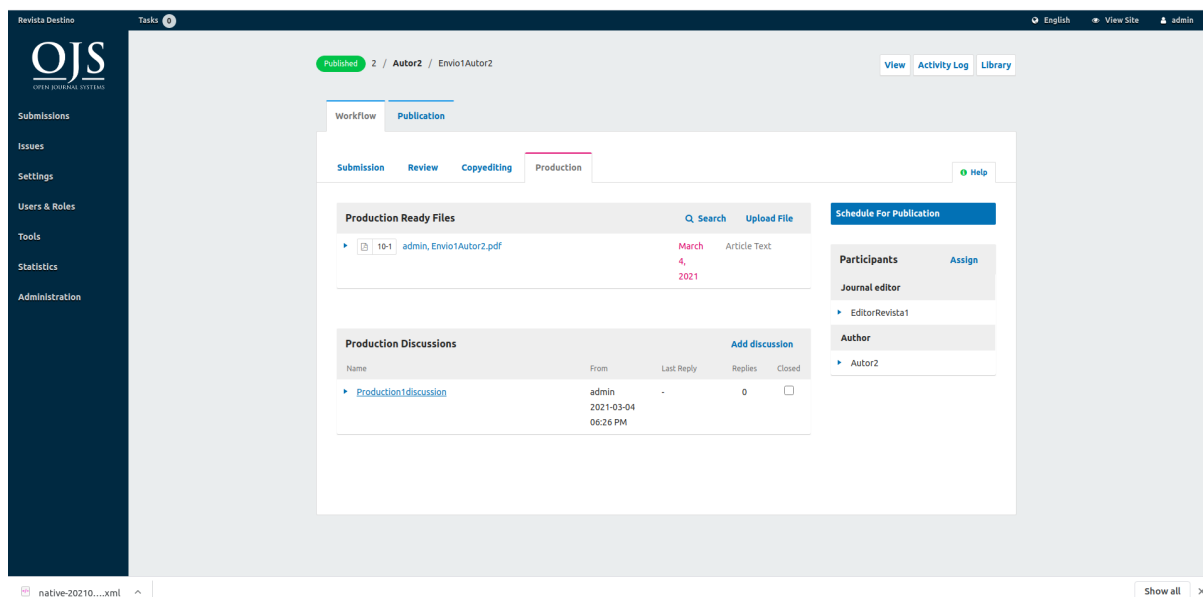 Revista Destino Tasks 0 English View Site admin
OJS
OPEN JOURNAL SYSTEMS
Submissions
Issues
Settings
Users & Roles
Tools
Statistics
Administration
Published 2 / Autor2 / Envio1Autor2
View Activity Log Library
Workflow Publication
Submission Review Copyediting Production
Help
Production Ready Files Search Upload File
10-1 admin, Envio1Autor2.pdf March 4, 2021 Article Text
Production Discussions Add discussion
Name From Last Reply Replies Closed
Production1discussion admin - 0
2021-03-04
06:26 PM
Schedule For Publication
Participants Assign
Journal editor
EditorRevista1
Author
Autor2
native-20210....xml Show all